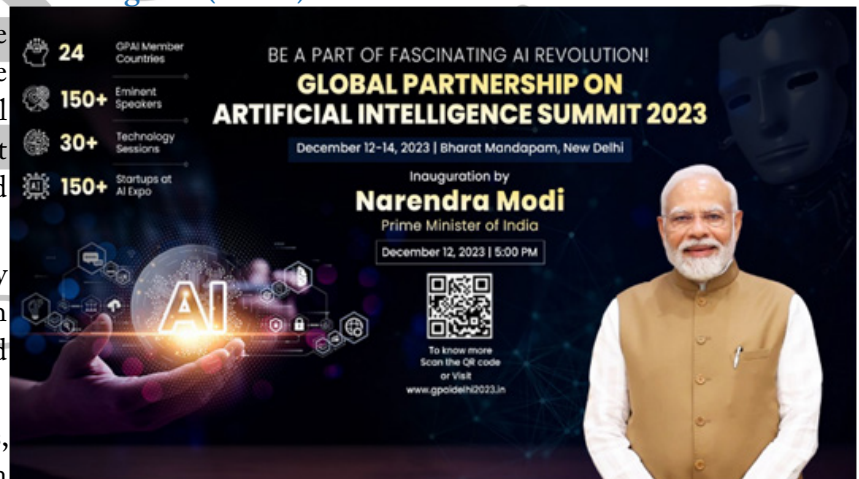 24 GPAI Member
Countries
150+ Eminent
Speakers
30+ Technology
Sessions
150+ Startups at
AI Expo
BE A PART OF FASCINATING AI REVOLUTION!
GLOBAL PARTNERSHIP ON
ARTIFICIAL INTELLIGENCE SUMMIT 2023
December 12-14, 2023 | Bharat Mandapam, New Delhi
Inauguration by
Narendra Modi
Prime Minister of India
December 12, 2023 | 5:00 PM
AI
To know more
Scan the QR code
or Visit
www.gpaidelhi2023.in